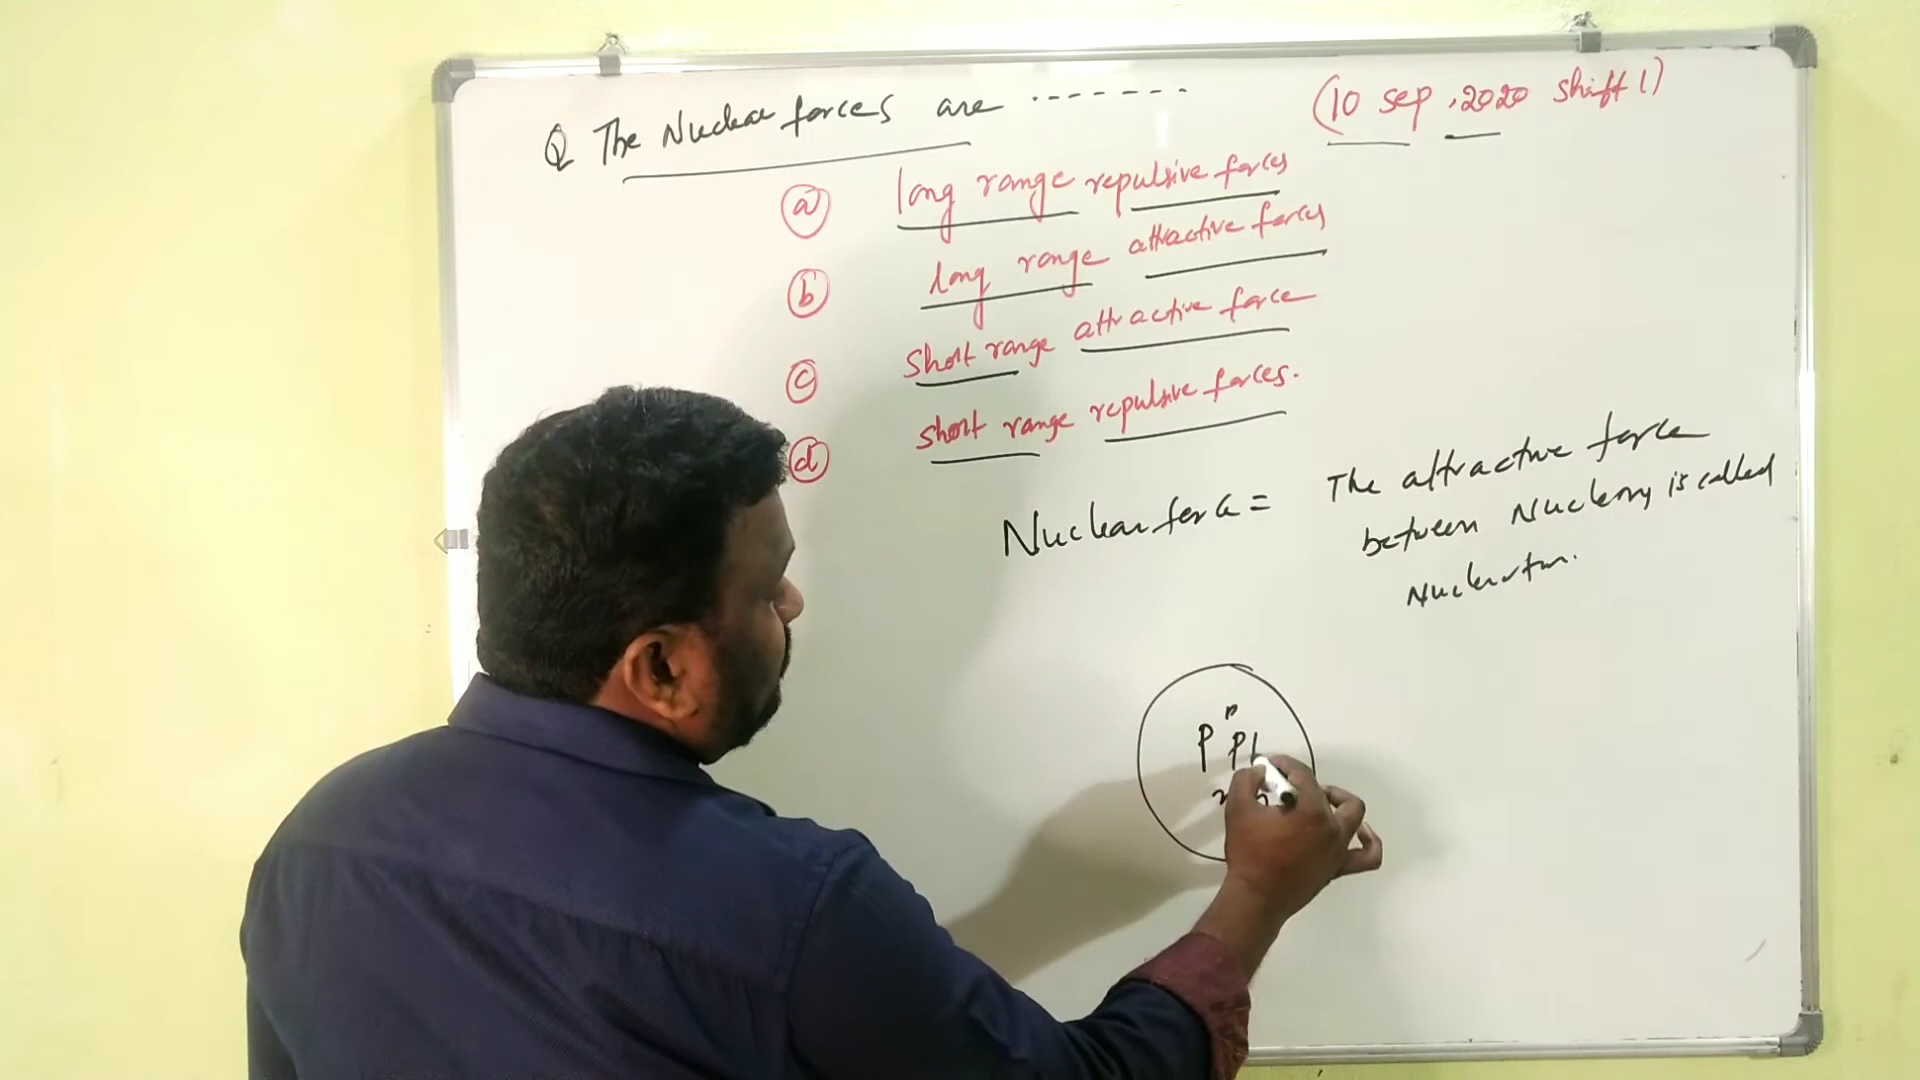 Q The Nuclear forces are ........
(10 sep, 2020 shift 1)
a long range repulsive forces
b long range attractive forces
c short range attractive force
d short range repulsive forces.
Nuclear force =
The attractive force
between is called
P P